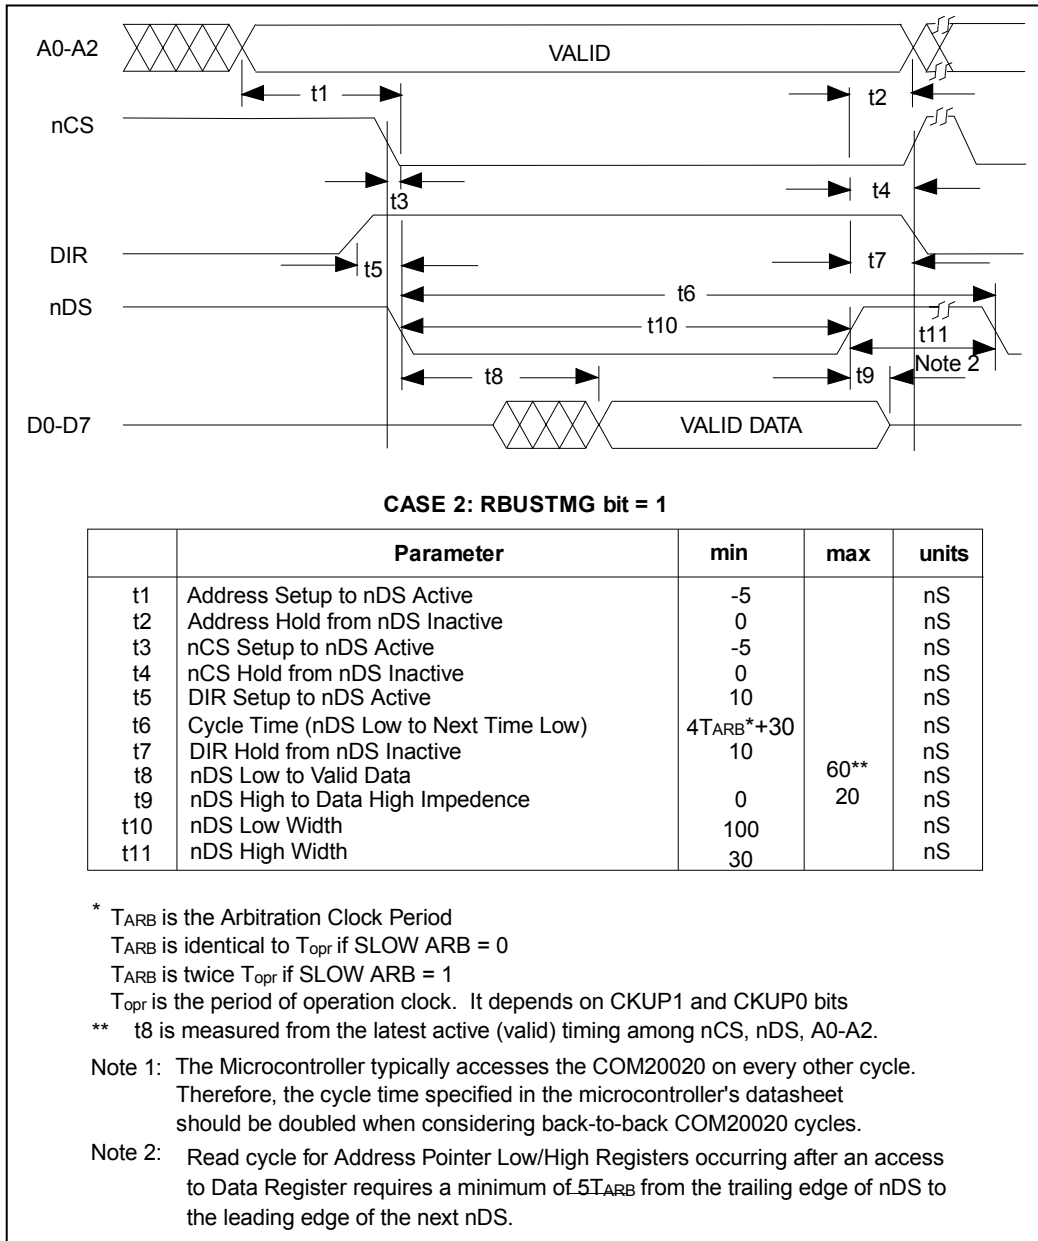 A0-A2
VALID
t1
t2
nCS
t3
t4
DIR
t5
t7
nDS
t6
t10
t11
Note 2
t8
t9
D0-D7
VALID DATA
CASE 2: RBUSTMG bit = 1
Parameter min max units
t1 Address Setup to nDS Active -5 nS
t2 Address Hold from nDS Inactive 0 nS
t3 nCS Setup to nDS Active -5 nS
t4 nCS Hold from nDS Inactive 0 nS
t5 DIR Setup to nDS Active 10 nS
t6 Cycle Time (nDS Low to Next Time Low) 4TARB*+30 nS
t7 DIR Hold from nDS Inactive 10 nS
t8 nDS Low to Valid Data 60** nS
t9 nDS High to Data High Impedence 0 20 nS
t10 nDS Low Width 100 nS
t11 nDS High Width 30 nS
* TARB is the Arbitration Clock Period
TARB is identical to Topr if SLOW ARB = 0
TARB is twice Topr if SLOW ARB = 1
Topr is the period of operation clock. It depends on CKUP1 and CKUP0 bits
** t8 is measured from the latest active (valid) timing among nCS, nDS, A0-A2.
Note 1: The Microcontroller typically accesses the COM20020 on every other cycle.
Therefore, the cycle time specified in the microcontroller's datasheet
should be doubled when considering back-to-back COM20020 cycles.
Note 2: Read cycle for Address Pointer Low/High Registers occurring after an access
to Data Register requires a minimum of 5TARB from the trailing edge of nDS to
the leading edge of the next nDS.